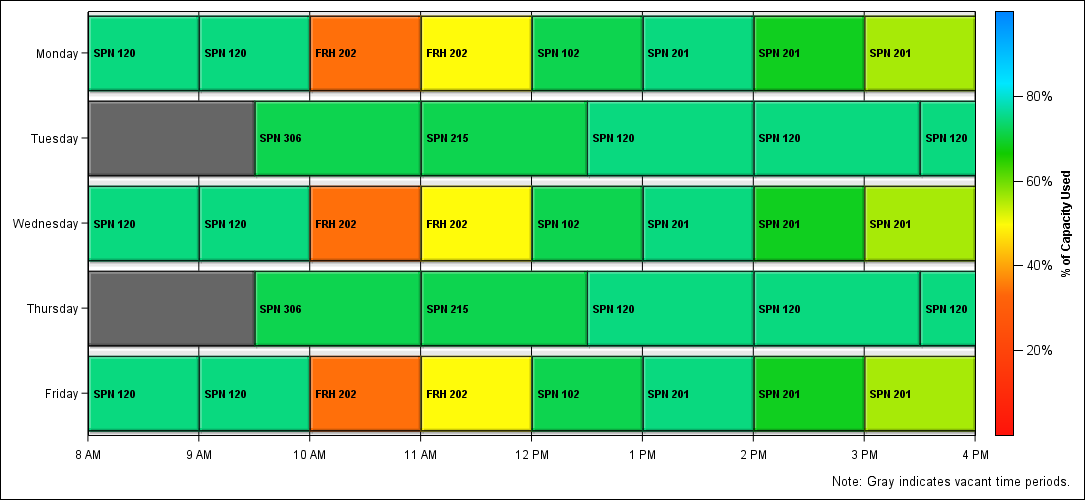 Monday SPN 120 SPN 120 FRH 202 FRH 202 SPN 102 SPN 201 SPN 201 SPN 201
80%
Tuesday SPN 306 SPN 215 SPN 120 SPN 120 SPN 120
60%
Wednesday SPN 120 SPN 120 FRH 202 FRH 202 SPN 102 SPN 201 SPN 201 SPN 201
% of Capacity Used
40%
Thursday SPN 306 SPN 215 SPN 120 SPN 120 SPN 120
20%
Friday SPN 120 SPN 120 FRH 202 FRH 202 SPN 102 SPN 201 SPN 201 SPN 201
8 AM 9 AM 10 AM 11 AM 12 PM 1 PM 2 PM 3 PM 4 PM
Note: Gray indicates vacant time periods.